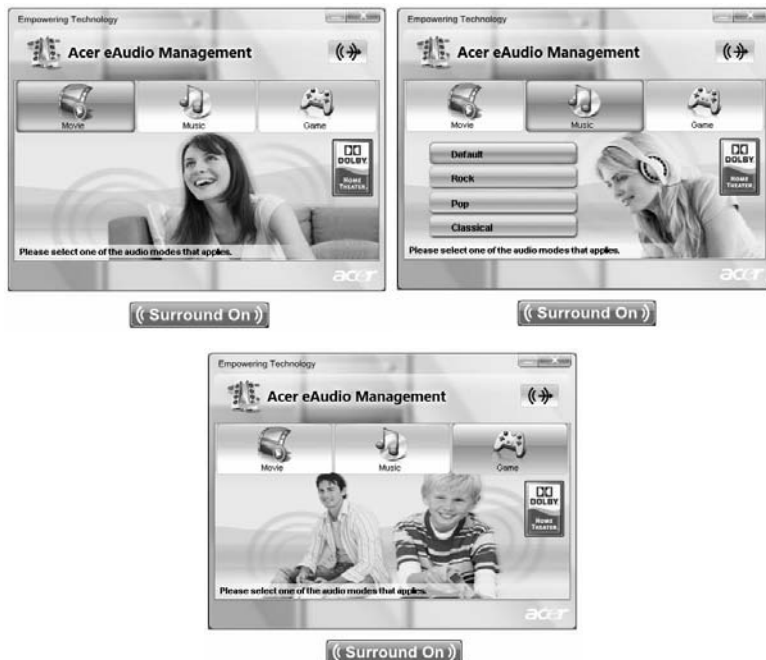 Empowering Technology
Acer eAudio Management
Movie Music Game
DOLBY
HOME THEATER
Please select one of the audio modes that apples.
acer
((Surround On))
Empowering Technology
Acer eAudio Management
Movie Music Game
Default
Rock
Pop
Classical
DOLBY
HOME THEATER
Please select one of the audio modes that apples.
acer
((Surround On))
Empowering Technology
Acer eAudio Management
Movie Music Game
DOLBY
HOME THEATER
Please select one of the audio modes that apples.
acer
((Surround On))